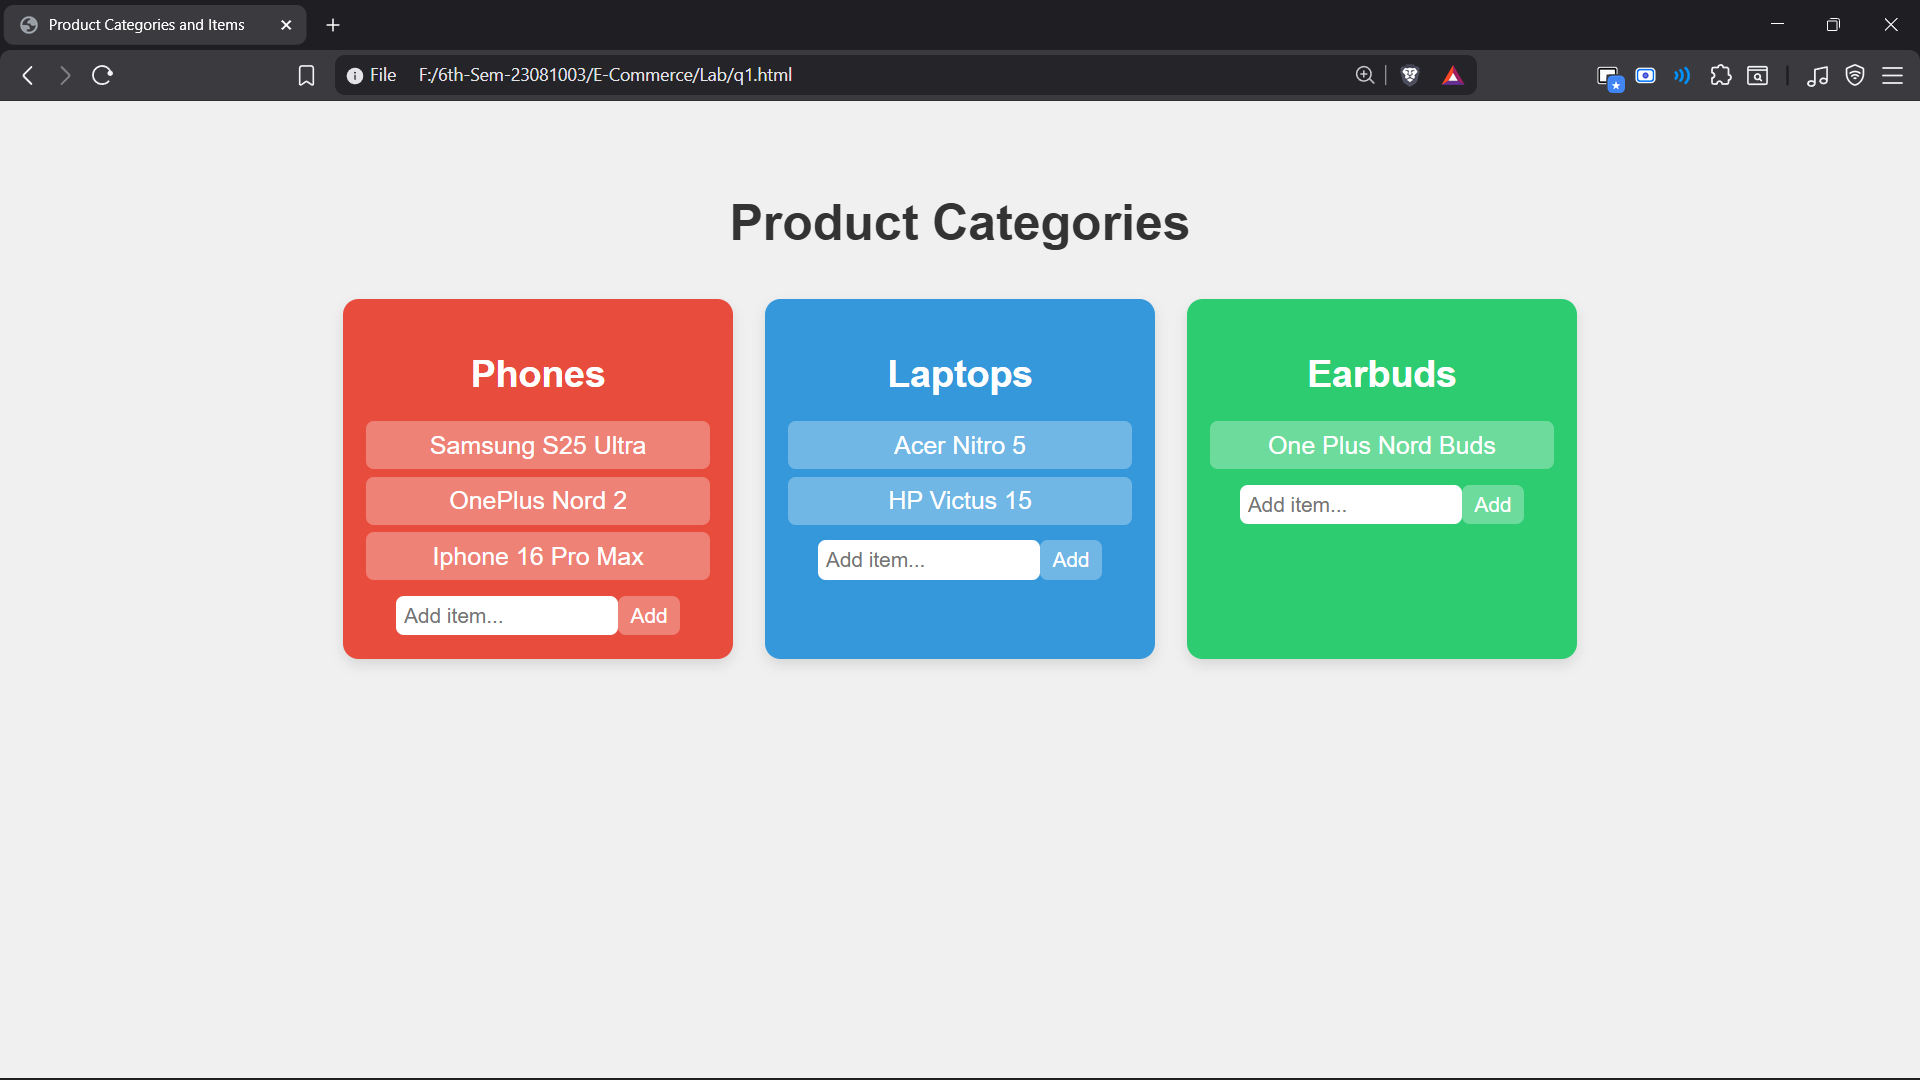 Product Categories and Items
File F:/6th-Sem-23081003/E-Commerce/Lab/q1.html
Product Categories
Phones
Samsung S25 Ultra
OnePlus Nord 2
Iphone 16 Pro Max
Add item... Add
Laptops
Acer Nitro 5
HP Victus 15
Add item... Add
Earbuds
One Plus Nord Buds
Add item... Add